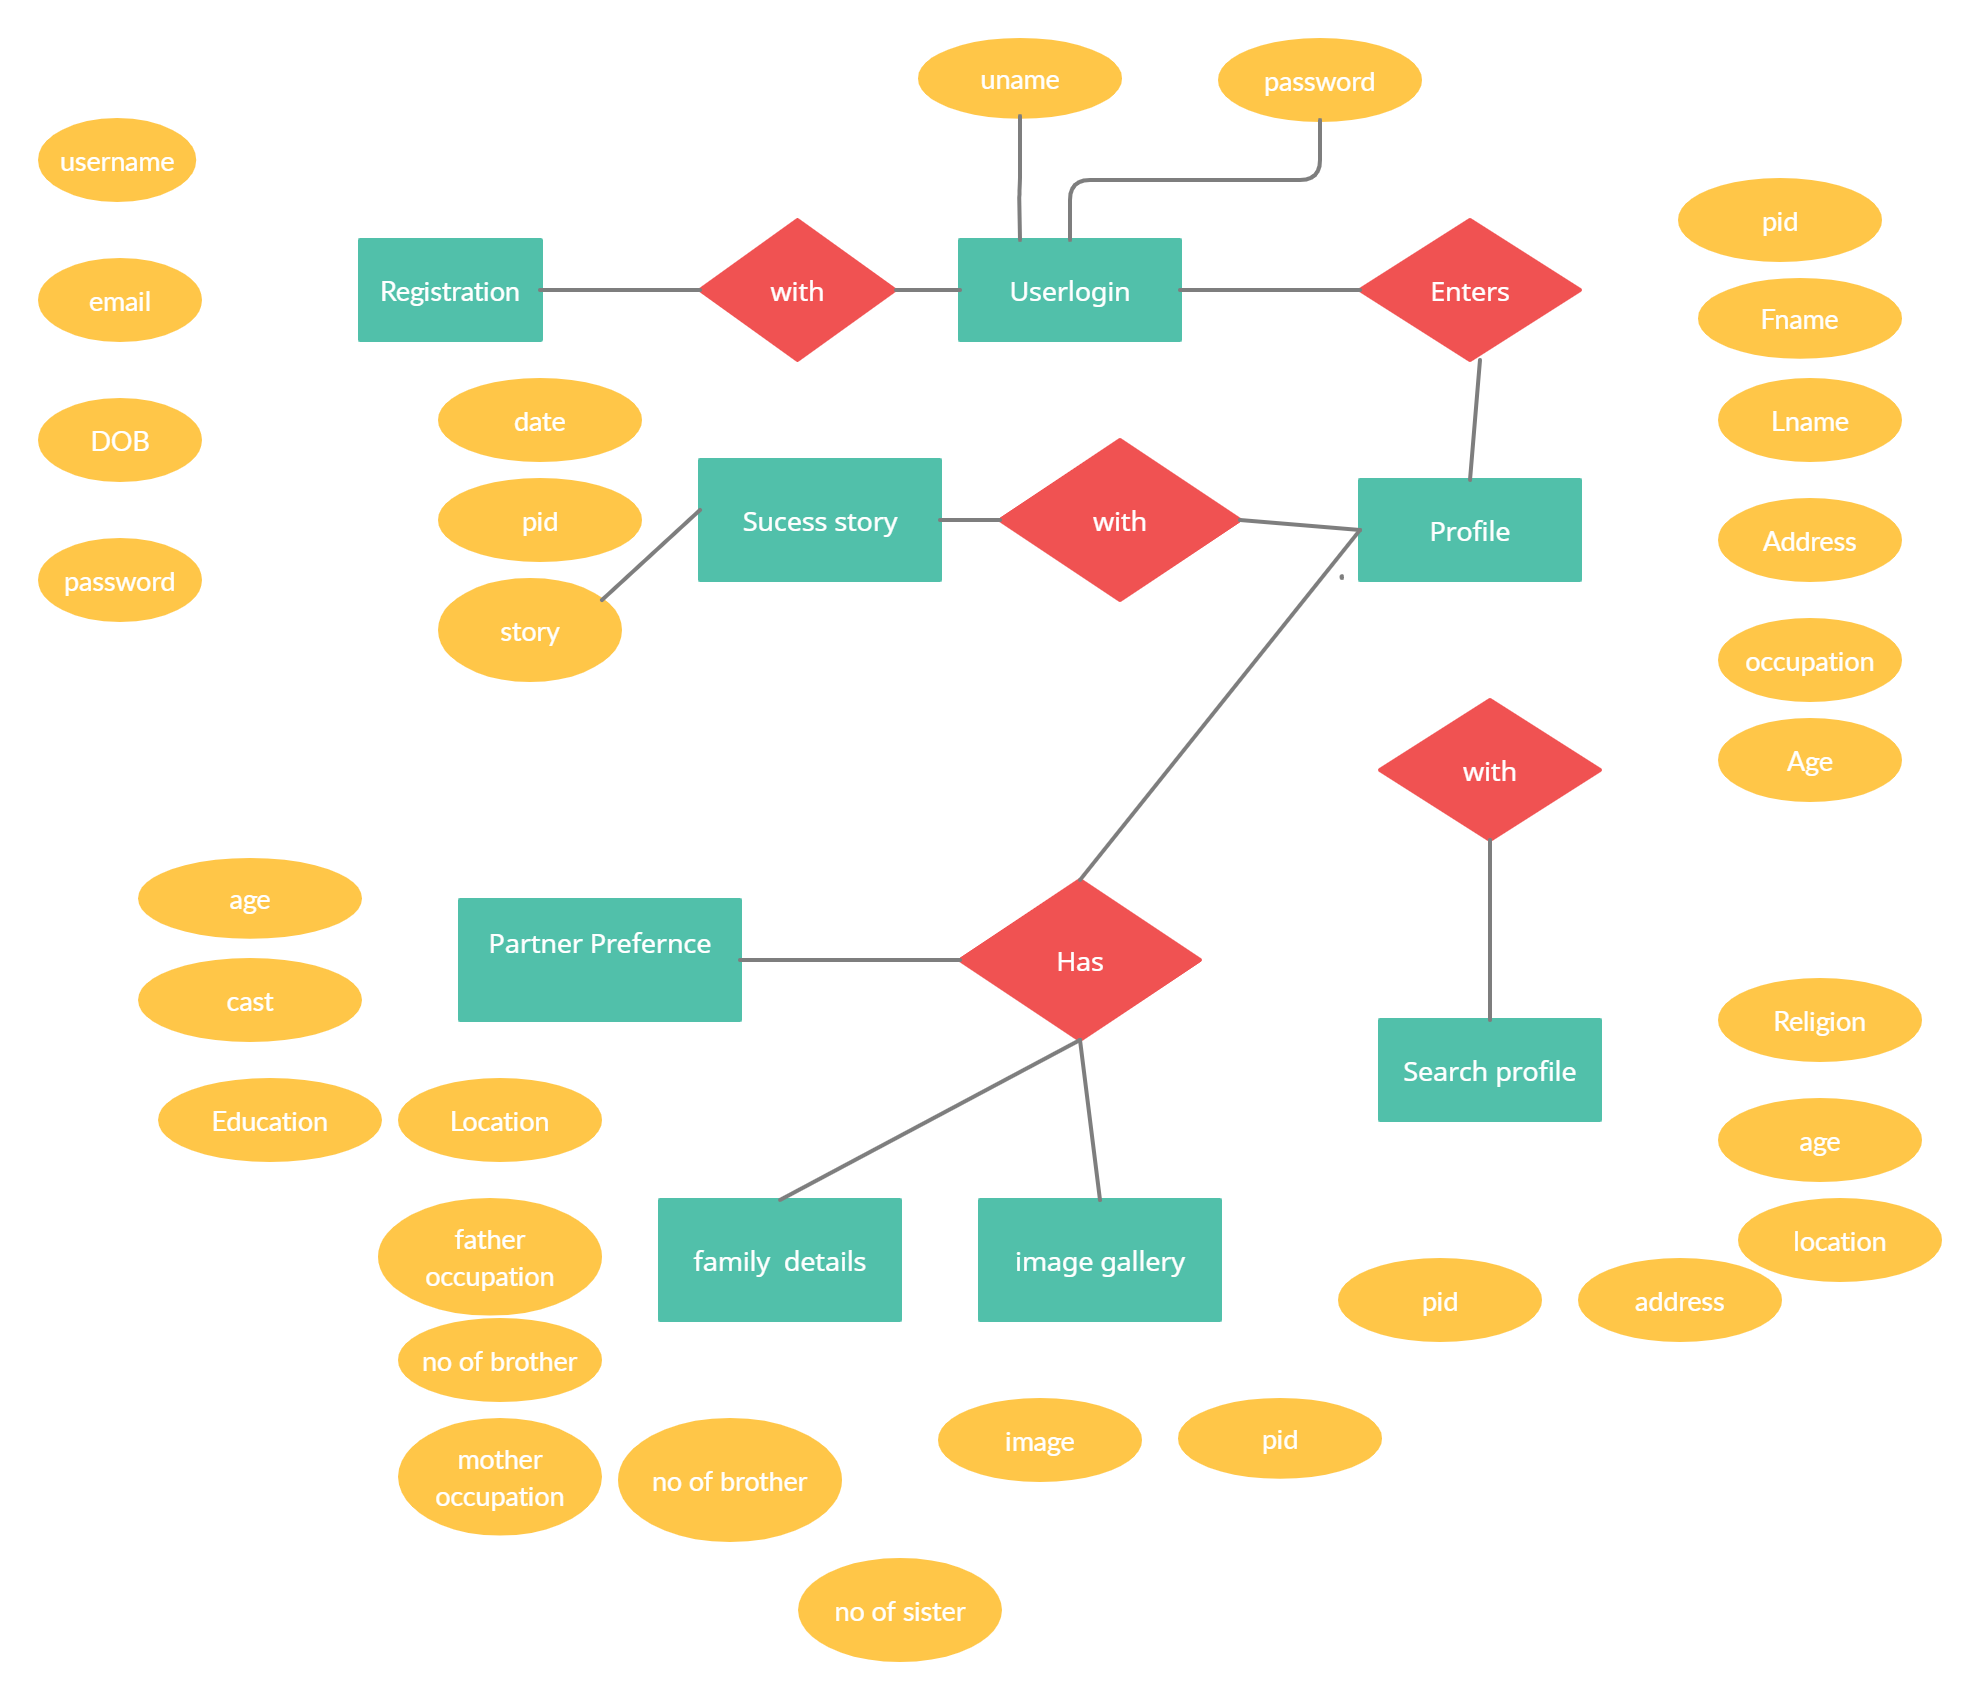 uname
password
username
pid
email
Registration
with
Userlogin
Enters
Fname
date
Lname
DOB
pid
Sucess story
with
Profile
Address
password
story
occupation
with
Age
age
Partner Prefernce
Has
cast
Religion
Search profile
Education
Location
age
father
occupation
family  details
image gallery
location
pid
address
no of brother
mother
occupation
no of brother
image
pid
no of sister